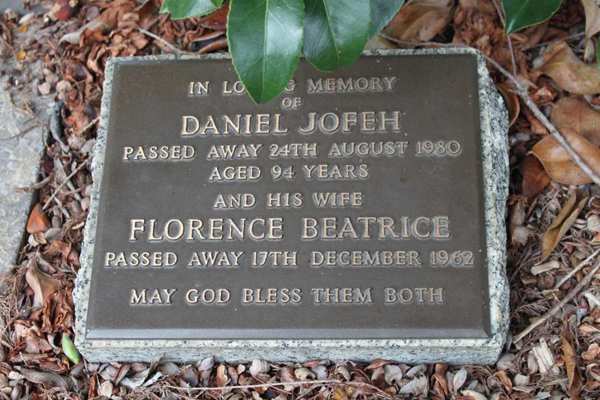 IN LOVING MEMORY
OF
DANIEL JOFEH
PASSED AWAY 24TH AUGUST 1980
AGED 94 YEARS
AND HIS WIFE
FLORENCE BEATRICE
PASSED AWAY 17TH DECEMBER 1962
MAY GOD BLESS THEM BOTH